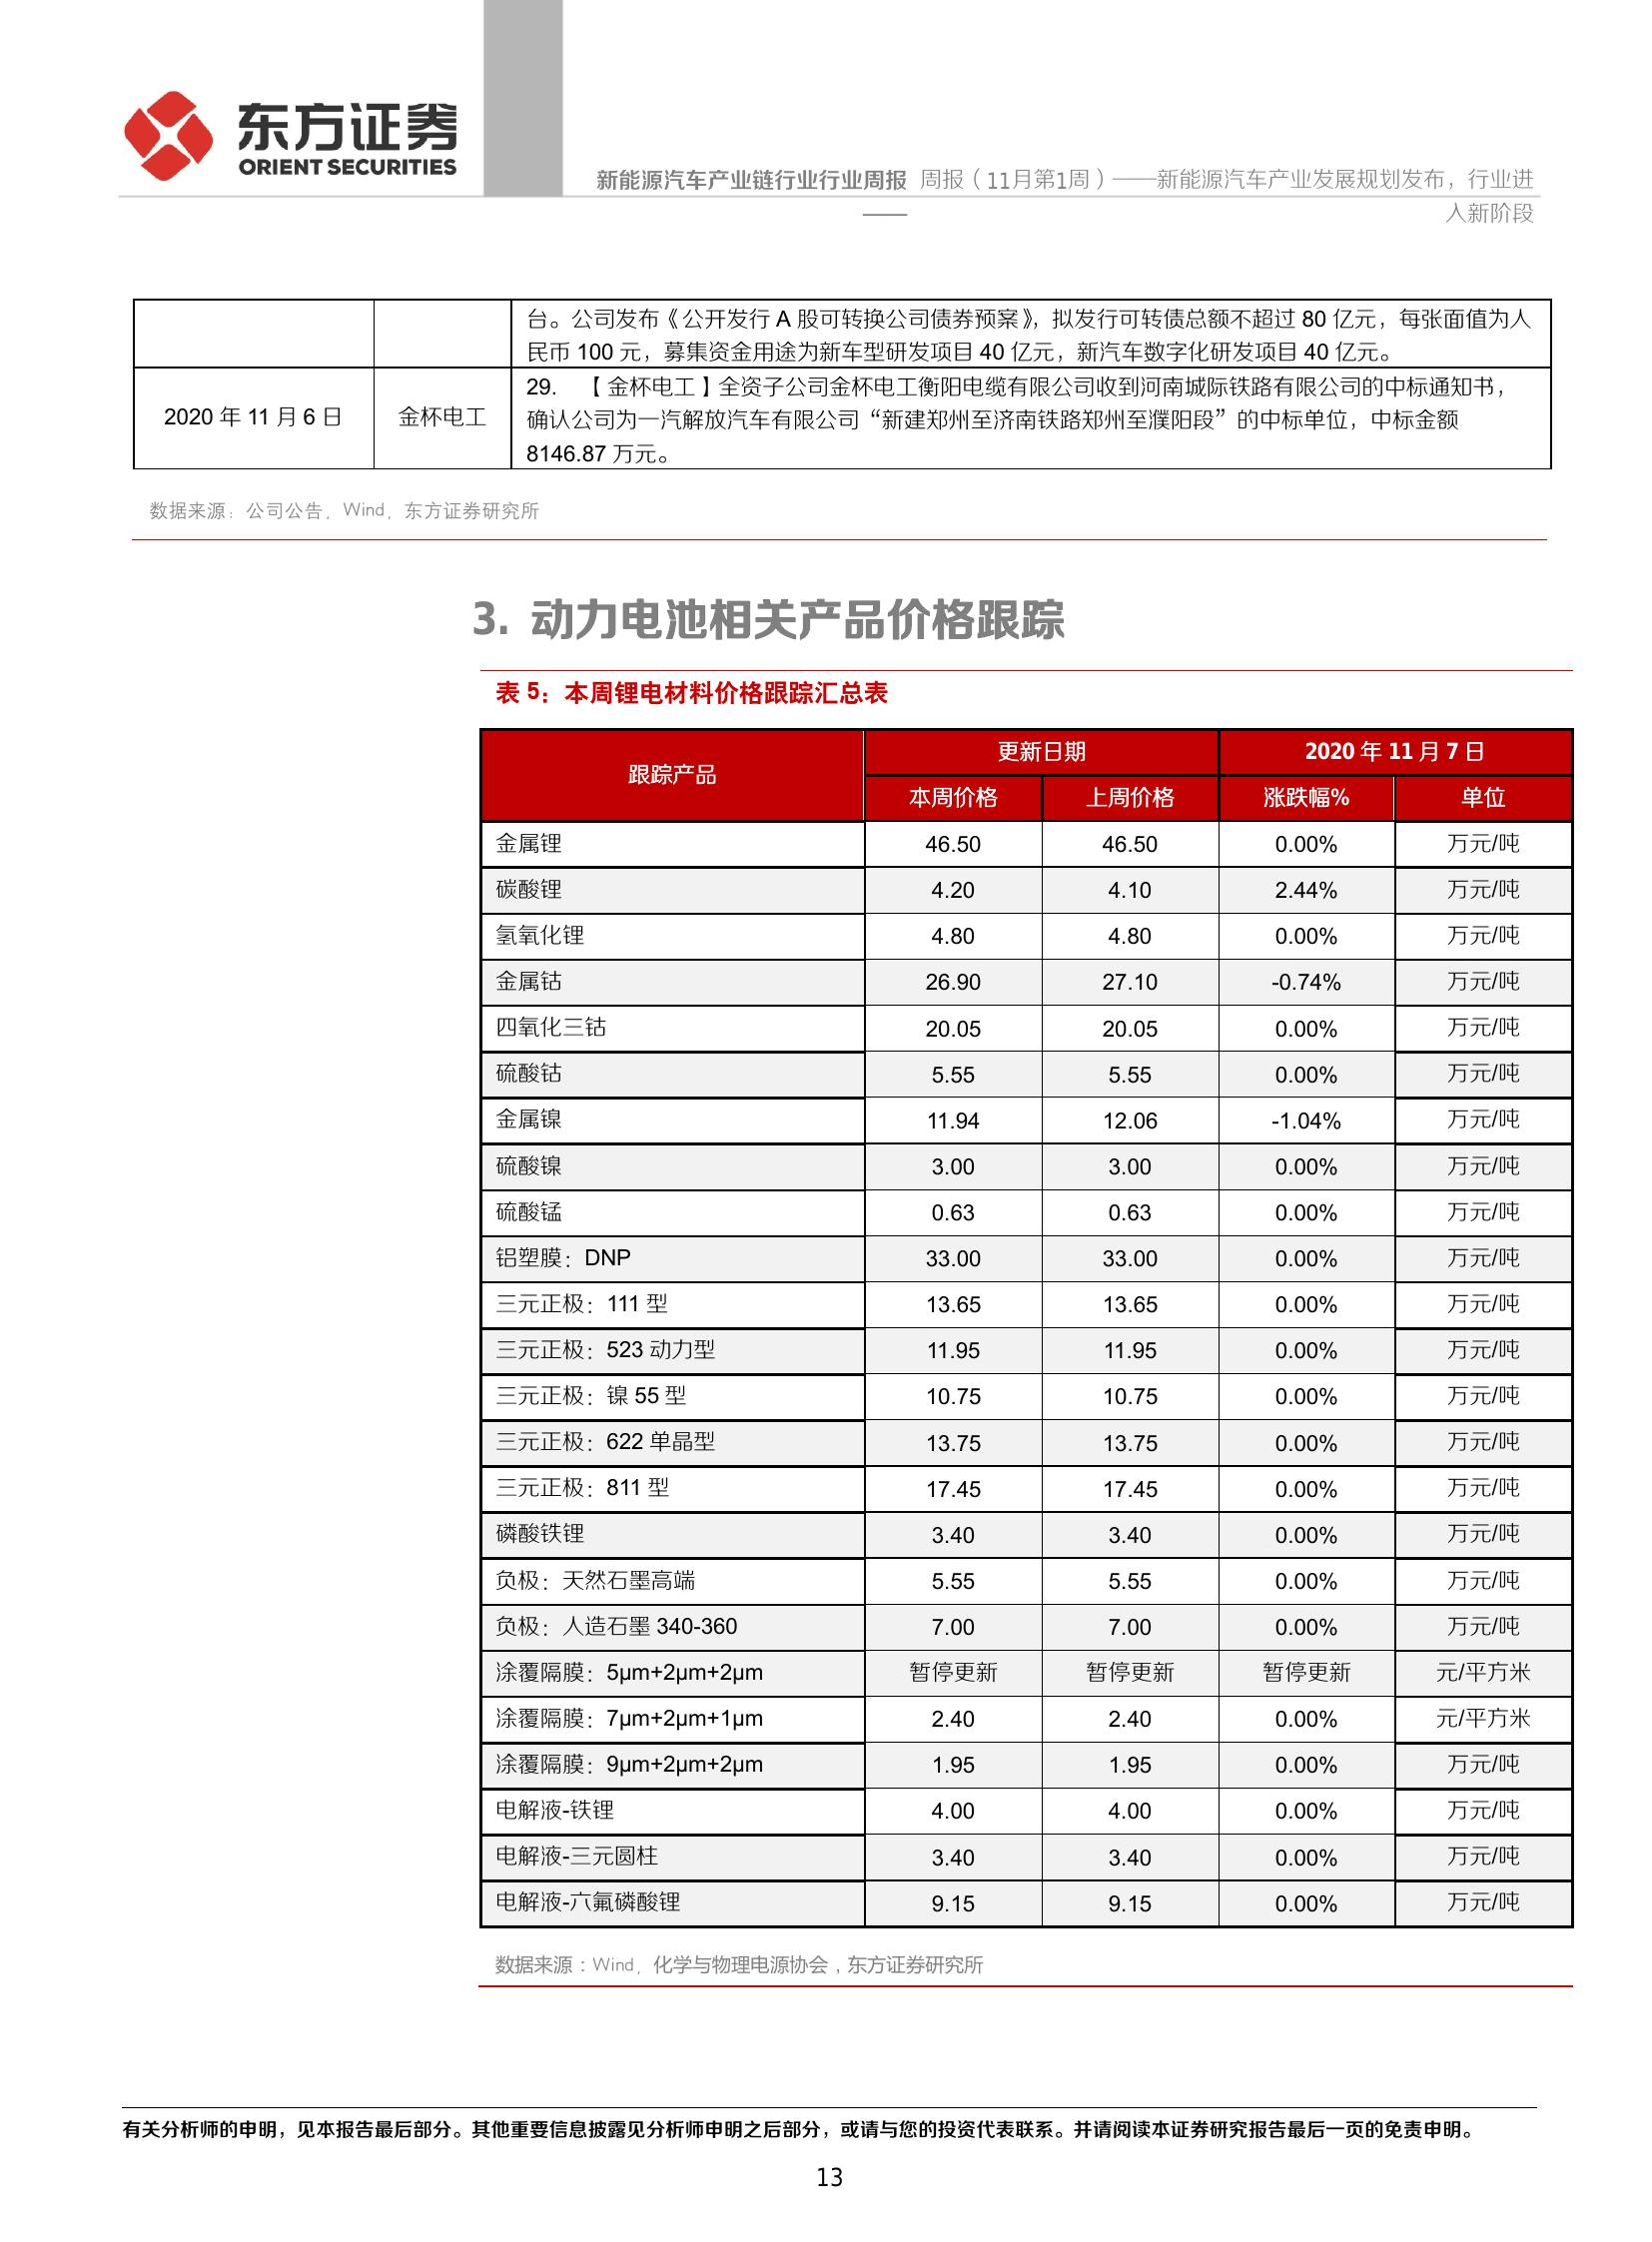 东方证券
ORIENT SECURITIES
新能源汽车产业链行业行业周报 周报（11月第1周）——新能源汽车产业发展规划发布，行业进
——
入新阶段
台。公司发布《公开发行 A 股可转换公司债券预案》，拟发行可转债总额不超过 80 亿元，每张面值为人
民币 100 元，募集资金用途为新车型研发项目 40 亿元，新汽车数字化研发项目 40 亿元。
2020 年 11 月 6 日 金杯电工
29. 【金杯电工】全资子公司金杯电工衡阳电缆有限公司收到河南城际铁路有限公司的中标通知书，
确认公司为一汽解放汽车有限公司“新建郑州至济南铁路郑州至濮阳段”的中标单位，中标金额
8146.87 万元。
数据来源：公司公告，Wind，东方证券研究所
3. 动力电池相关产品价格跟踪
表 5：本周锂电材料价格跟踪汇总表
跟踪产品 更新日期 2020 年 11 月 7 日
本周价格 上周价格 涨跌幅% 单位
金属锂 46.50 46.50 0.00% 万元/吨
碳酸锂 4.20 4.10 2.44% 万元/吨
氢氧化锂 4.80 4.80 0.00% 万元/吨
金属钴 26.90 27.10 -0.74% 万元/吨
四氧化三钴 20.05 20.05 0.00% 万元/吨
硫酸钴 5.55 5.55 0.00% 万元/吨
金属镍 11.94 12.06 -1.04% 万元/吨
硫酸镍 3.00 3.00 0.00% 万元/吨
硫酸锰 0.63 0.63 0.00% 万元/吨
铝塑膜：DNP 33.00 33.00 0.00% 万元/吨
三元正极：111 型 13.65 13.65 0.00% 万元/吨
三元正极：523 动力型 11.95 11.95 0.00% 万元/吨
三元正极：镍 55 型 10.75 10.75 0.00% 万元/吨
三元正极：622 单晶型 13.75 13.75 0.00% 万元/吨
三元正极：811 型 17.45 17.45 0.00% 万元/吨
磷酸铁锂 3.40 3.40 0.00% 万元/吨
负极：天然石墨高端 5.55 5.55 0.00% 万元/吨
负极：人造石墨 340-360 7.00 7.00 0.00% 万元/吨
涂覆隔膜：5μm+2μm+2μm 暂停更新 暂停更新 暂停更新 元/平方米
涂覆隔膜：7μm+2μm+1μm 2.40 2.40 0.00% 元/平方米
涂覆隔膜：9μm+2μm+2μm 1.95 1.95 0.00% 万元/吨
电解液-铁锂 4.00 4.00 0.00% 万元/吨
电解液-三元圆柱 3.40 3.40 0.00% 万元/吨
电解液-六氟磷酸锂 9.15 9.15 0.00% 万元/吨
数据来源：Wind，化学与物理电源协会，东方证券研究所
有关分析师的申明，见本报告最后部分。其他重要信息披露见分析师申明之后部分，或请与您的投资代表联系。并请阅读本证券研究报告最后一页的免责申明。
13